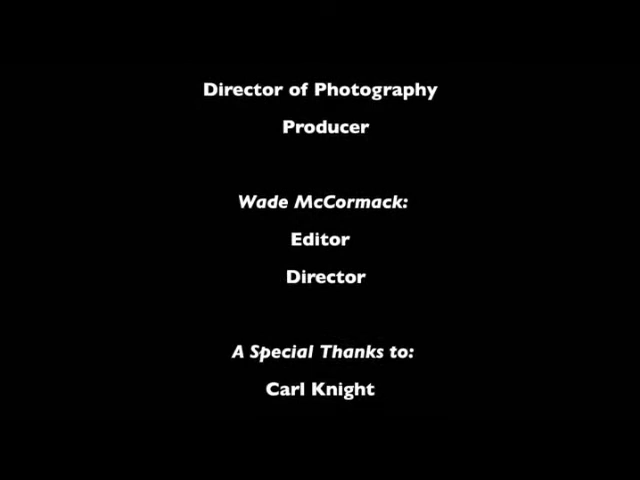 Director of Photography
Producer
Wade McCormack:
Editor
Director
A Special Thanks to:
Carl Knight